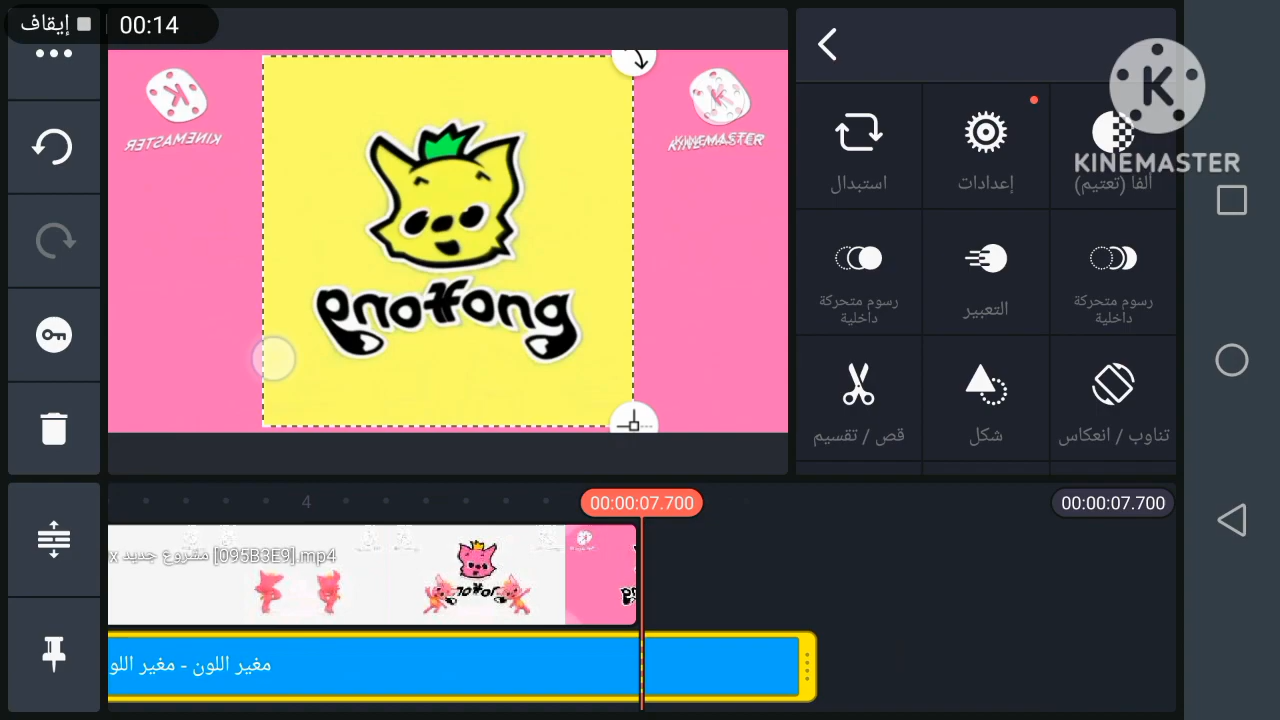 إيقاف
00:14
KINEMASTER
KINEMASTER
KINEMASTER
pnoTfong
استبدال
إعدادات
ألفا (تعتيم)
رسوم متحركة داخلية
التعبير
رسوم متحركة داخلية
قص / تقسيم
شكل
تناوب / انعكاس
4
00:00:07.700
00:00:07.700
x مشروع جديد [095B3E9].mp4
مغير اللون - مغير اللو